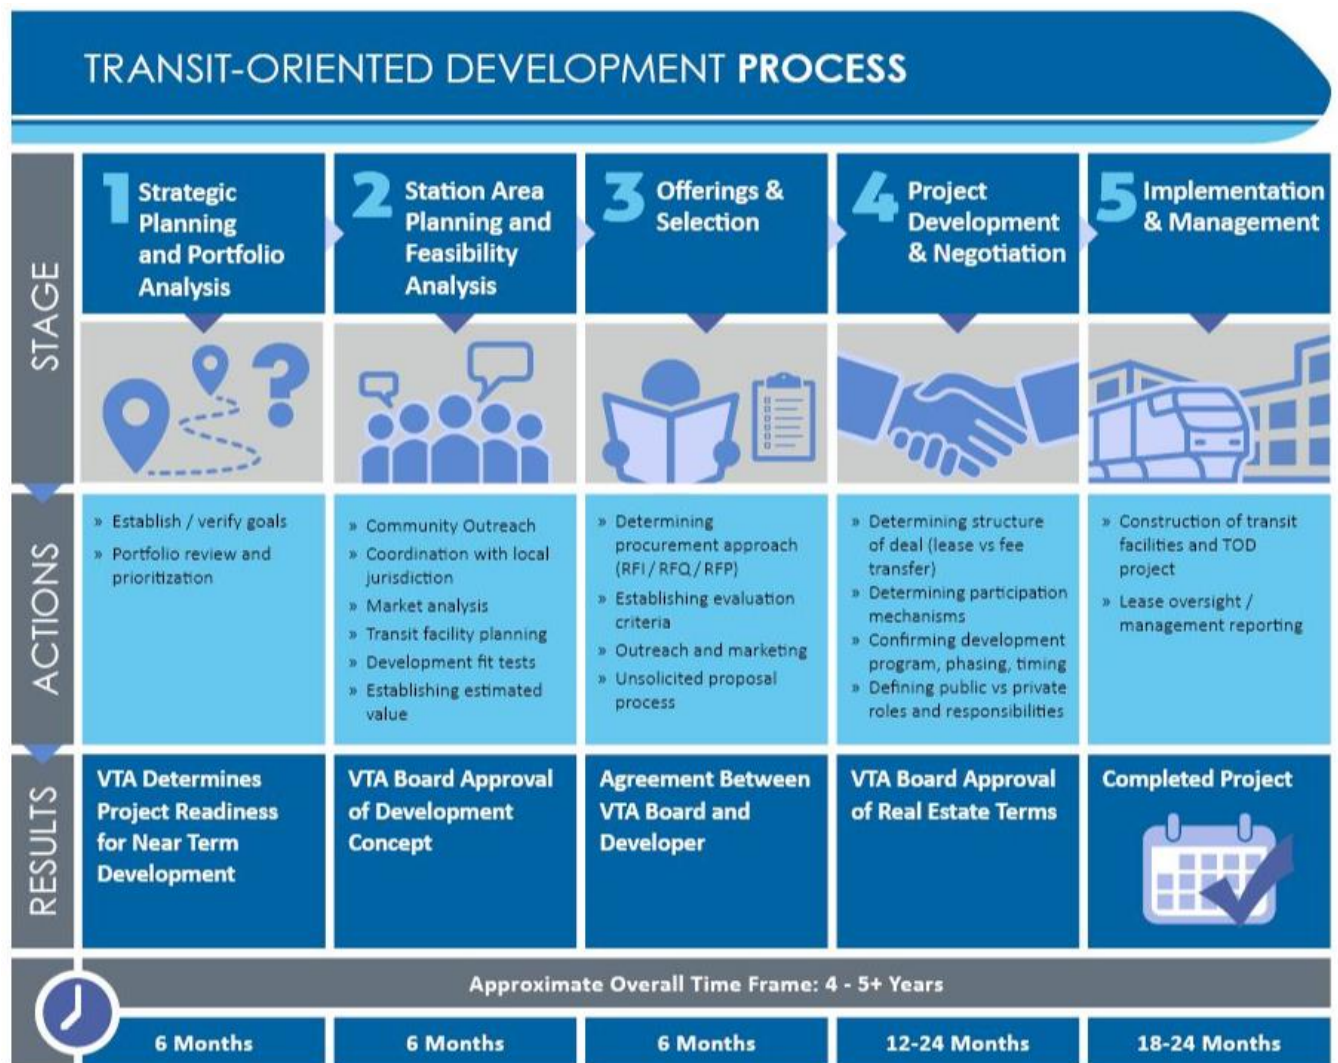 TRANSIT-ORIENTED DEVELOPMENT PROCESS
STAGE
1 Strategic
Planning
and Portfolio
Analysis
2 Station Area
Planning and
Feasibility
Analysis
3 Offerings &
Selection
4 Project
Development
& Negotiation
5 Implementation
& Management
ACTIONS
» Establish / verify goals
» Portfolio review and
prioritization
» Community Outreach
» Coordination with local
jurisdiction
» Market analysis
» Transit facility planning
» Development fit tests
» Establishing estimated
value
» Determining
procurement approach
(RFI / RFQ / RFP)
» Establishing evaluation
criteria
» Outreach and marketing
» Unsolicited proposal
process
» Determining structure
of deal (lease vs fee
transfer)
» Determining participation
mechanisms
» Confirming development
program, phasing, timing
» Defining public vs private
roles and responsibilities
» Construction of transit
facilities and TOD
project
» Lease oversight /
management reporting
RESULTS
VTA Determines
Project Readiness
for Near Term
Development
VTA Board Approval
of Development
Concept
Agreement Between
VTA Board and
Developer
VTA Board Approval
of Real Estate Terms
Completed Project
Approximate Overall Time Frame: 4 - 5+ Years
6 Months
6 Months
6 Months
12-24 Months
18-24 Months